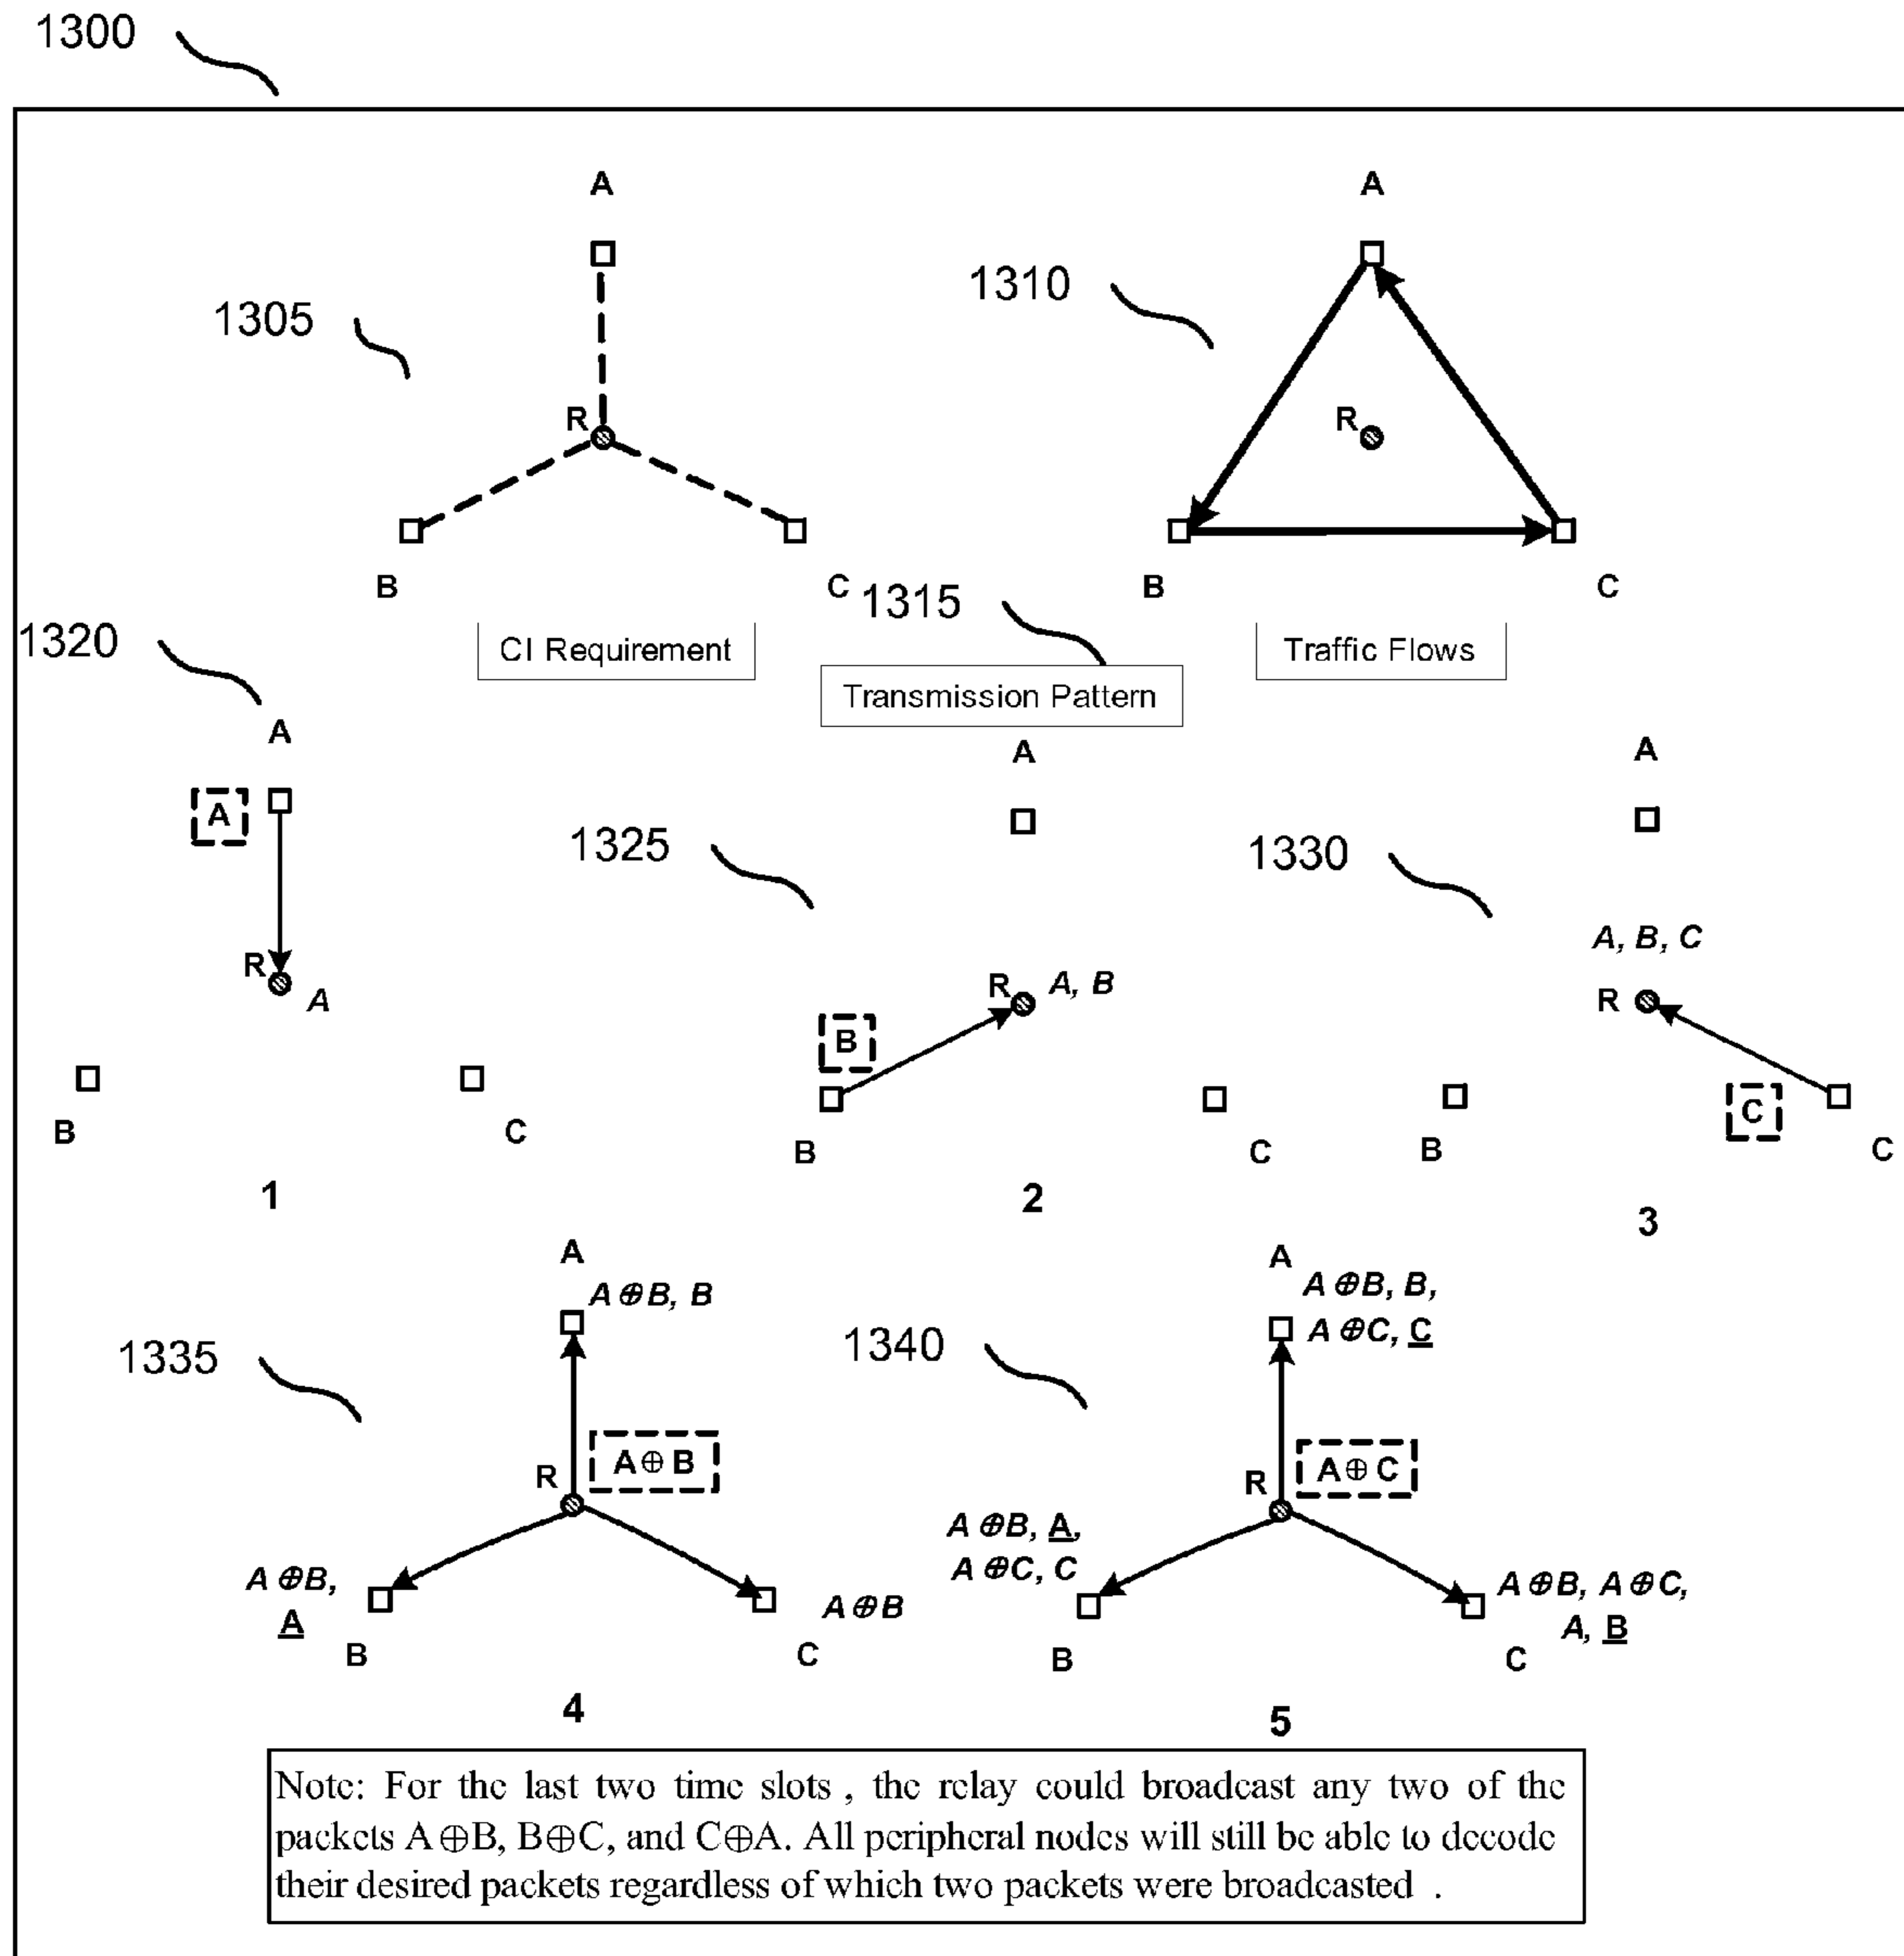 1300
A
A
1305
1310
R
R
B
C
B
C
1315
CI Requirement
Traffic Flows
Transmission Pattern
1320
A
A
A
A
1325
1330
B
A, B, C
R
A
R
A, B
R
B
C
B
C
B
C
C
1
2
3
A
A⊕B, B
A
A⊕B, B,
A⊕C, C
1335
1340
R
A⊕B
R
A⊕C
A⊕B,
A
A⊕B
A⊕B, A,
A⊕C, C
A⊕B, A⊕C,
A, B
B
C
B
C
4
5
Note: For the last two time slots , the relay could broadcast any two of the
packets A⊕B, B⊕C, and C⊕A. All peripheral nodes will still be able to decode
their desired packets regardless of which two packets were broadcasted .